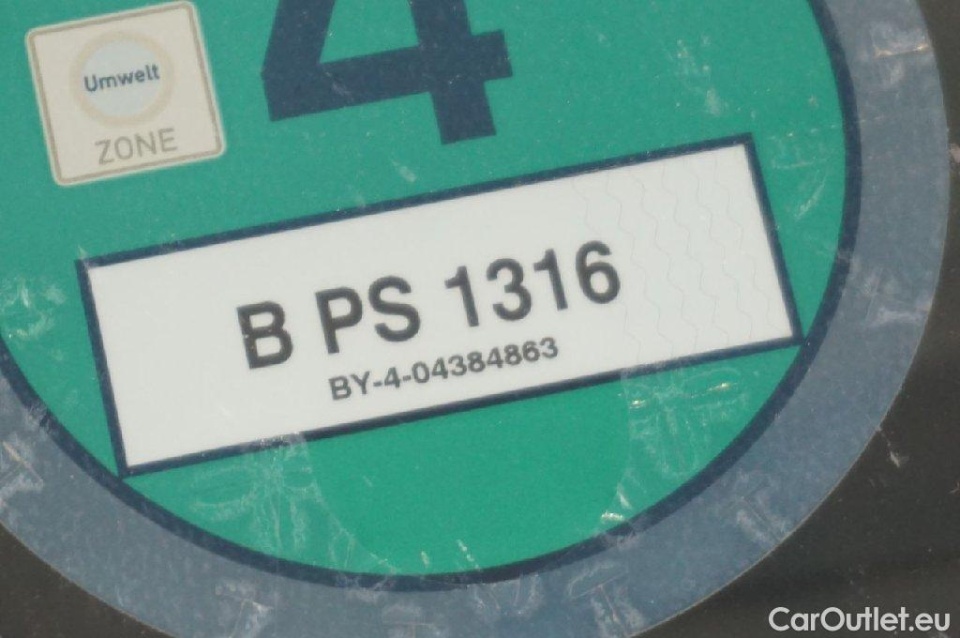 4
Umwelt
ZONE
B PS 1316
BY-4-04384863
CarOutlet.eu